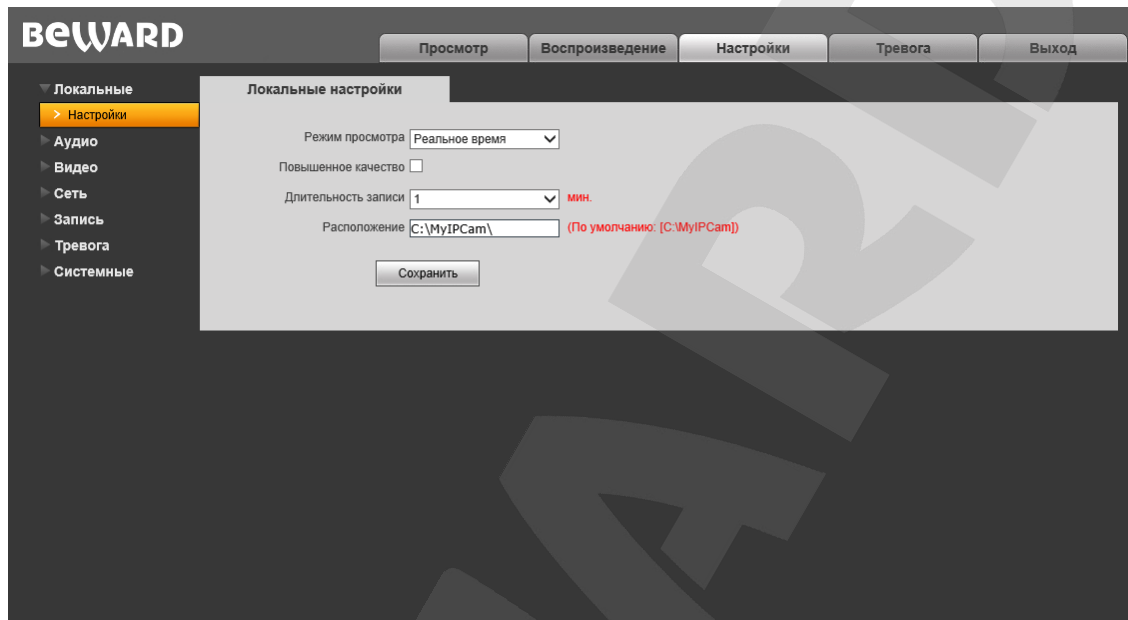 BEWARD
Просмотр Воспроизведение Настройки Тревога Выход
Локальные
> Настройки
Аудио
Видео
Сеть
Запись
Тревога
Системные
Локальные настройки
Режим просмотра Реальное время
Повышенное качество
Длительность записи 1 мин.
Расположение C:\MyIPCam\ (По умолчанию: [C:\MyIPCam])
Сохранить